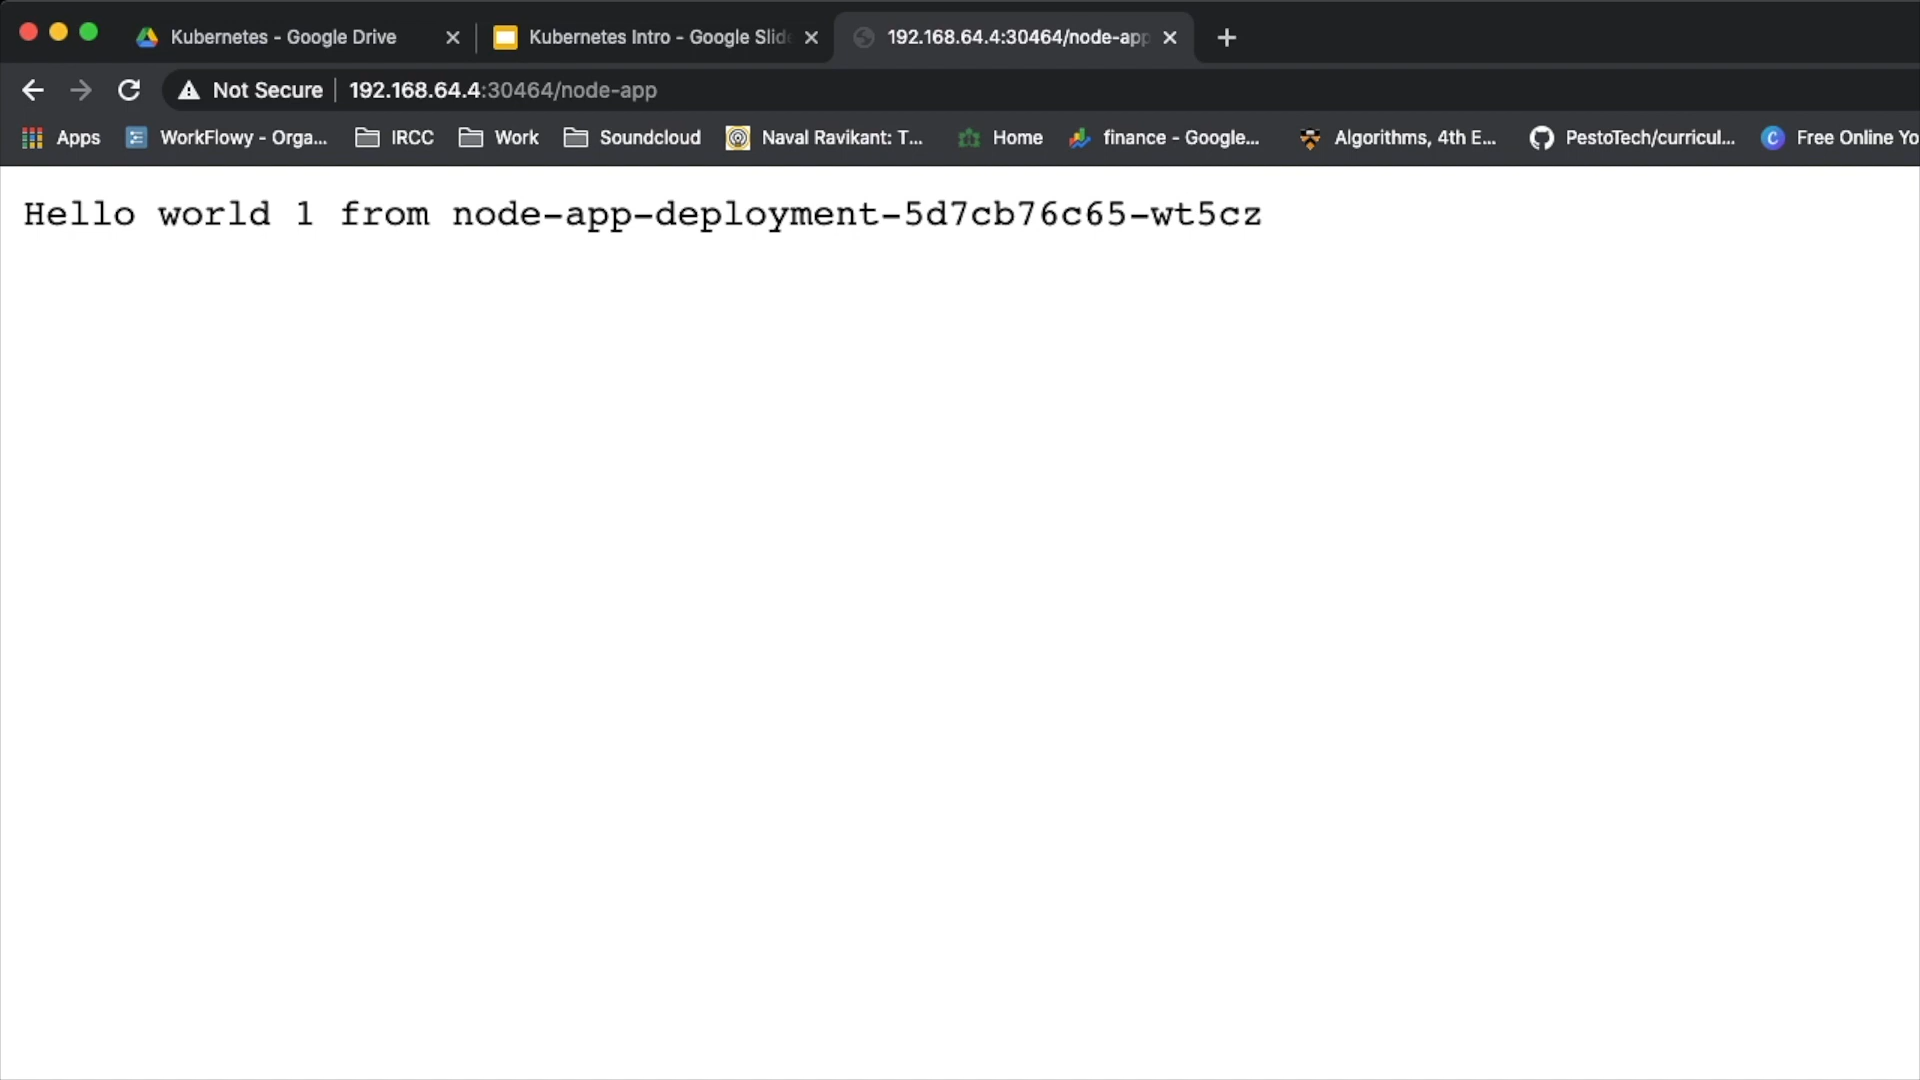 Kubernetes - Google Drive
Kubernetes Intro - Google Slid
192.168.64.4:30464/node-app
Not Secure
192.168.64.4:30464/node-app
Apps
WorkFlowy - Orga...
IRCC
Work
Soundcloud
Naval Ravikant: T...
Home
finance - Google...
Algorithms, 4th E...
PestoTech/curricul...
Free Online Yo
Hello world 1 from node-app-deployment-5d7cb76c65-wt5cz